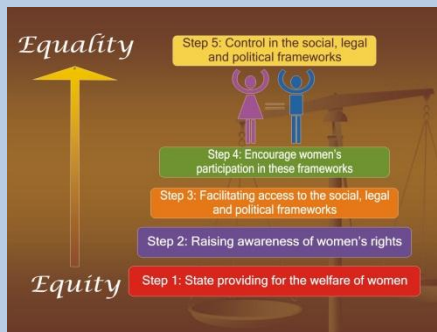 Equality
Step 5: Control in the social, legal
and political frameworks
Step 4: Encourage women's
participation in these frameworks
Step 3: Facilitating access to the social, legal
and political frameworks
Step 2: Raising awareness of women's rights
Equity
Step 1: State providing for the welfare of women